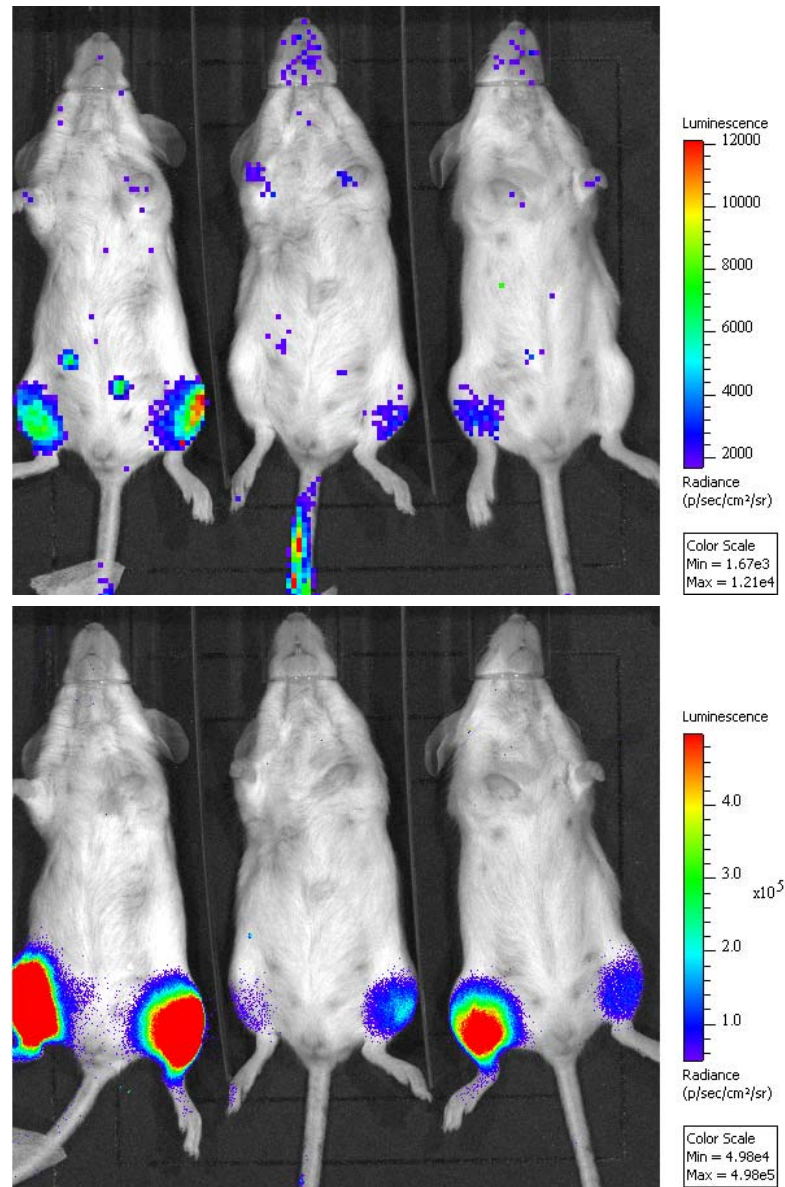 Luminescence
12000
10000
8000
6000
4000
2000
Radiance
(p/sec/cm²/sr)
Color Scale
Min = 1.67e3
Max = 1.21e4
Luminescence
4.0
3.0
x10⁵
2.0
1.0
Radiance
(p/sec/cm²/sr)
Color Scale
Min = 4.98e4
Max = 4.98e5